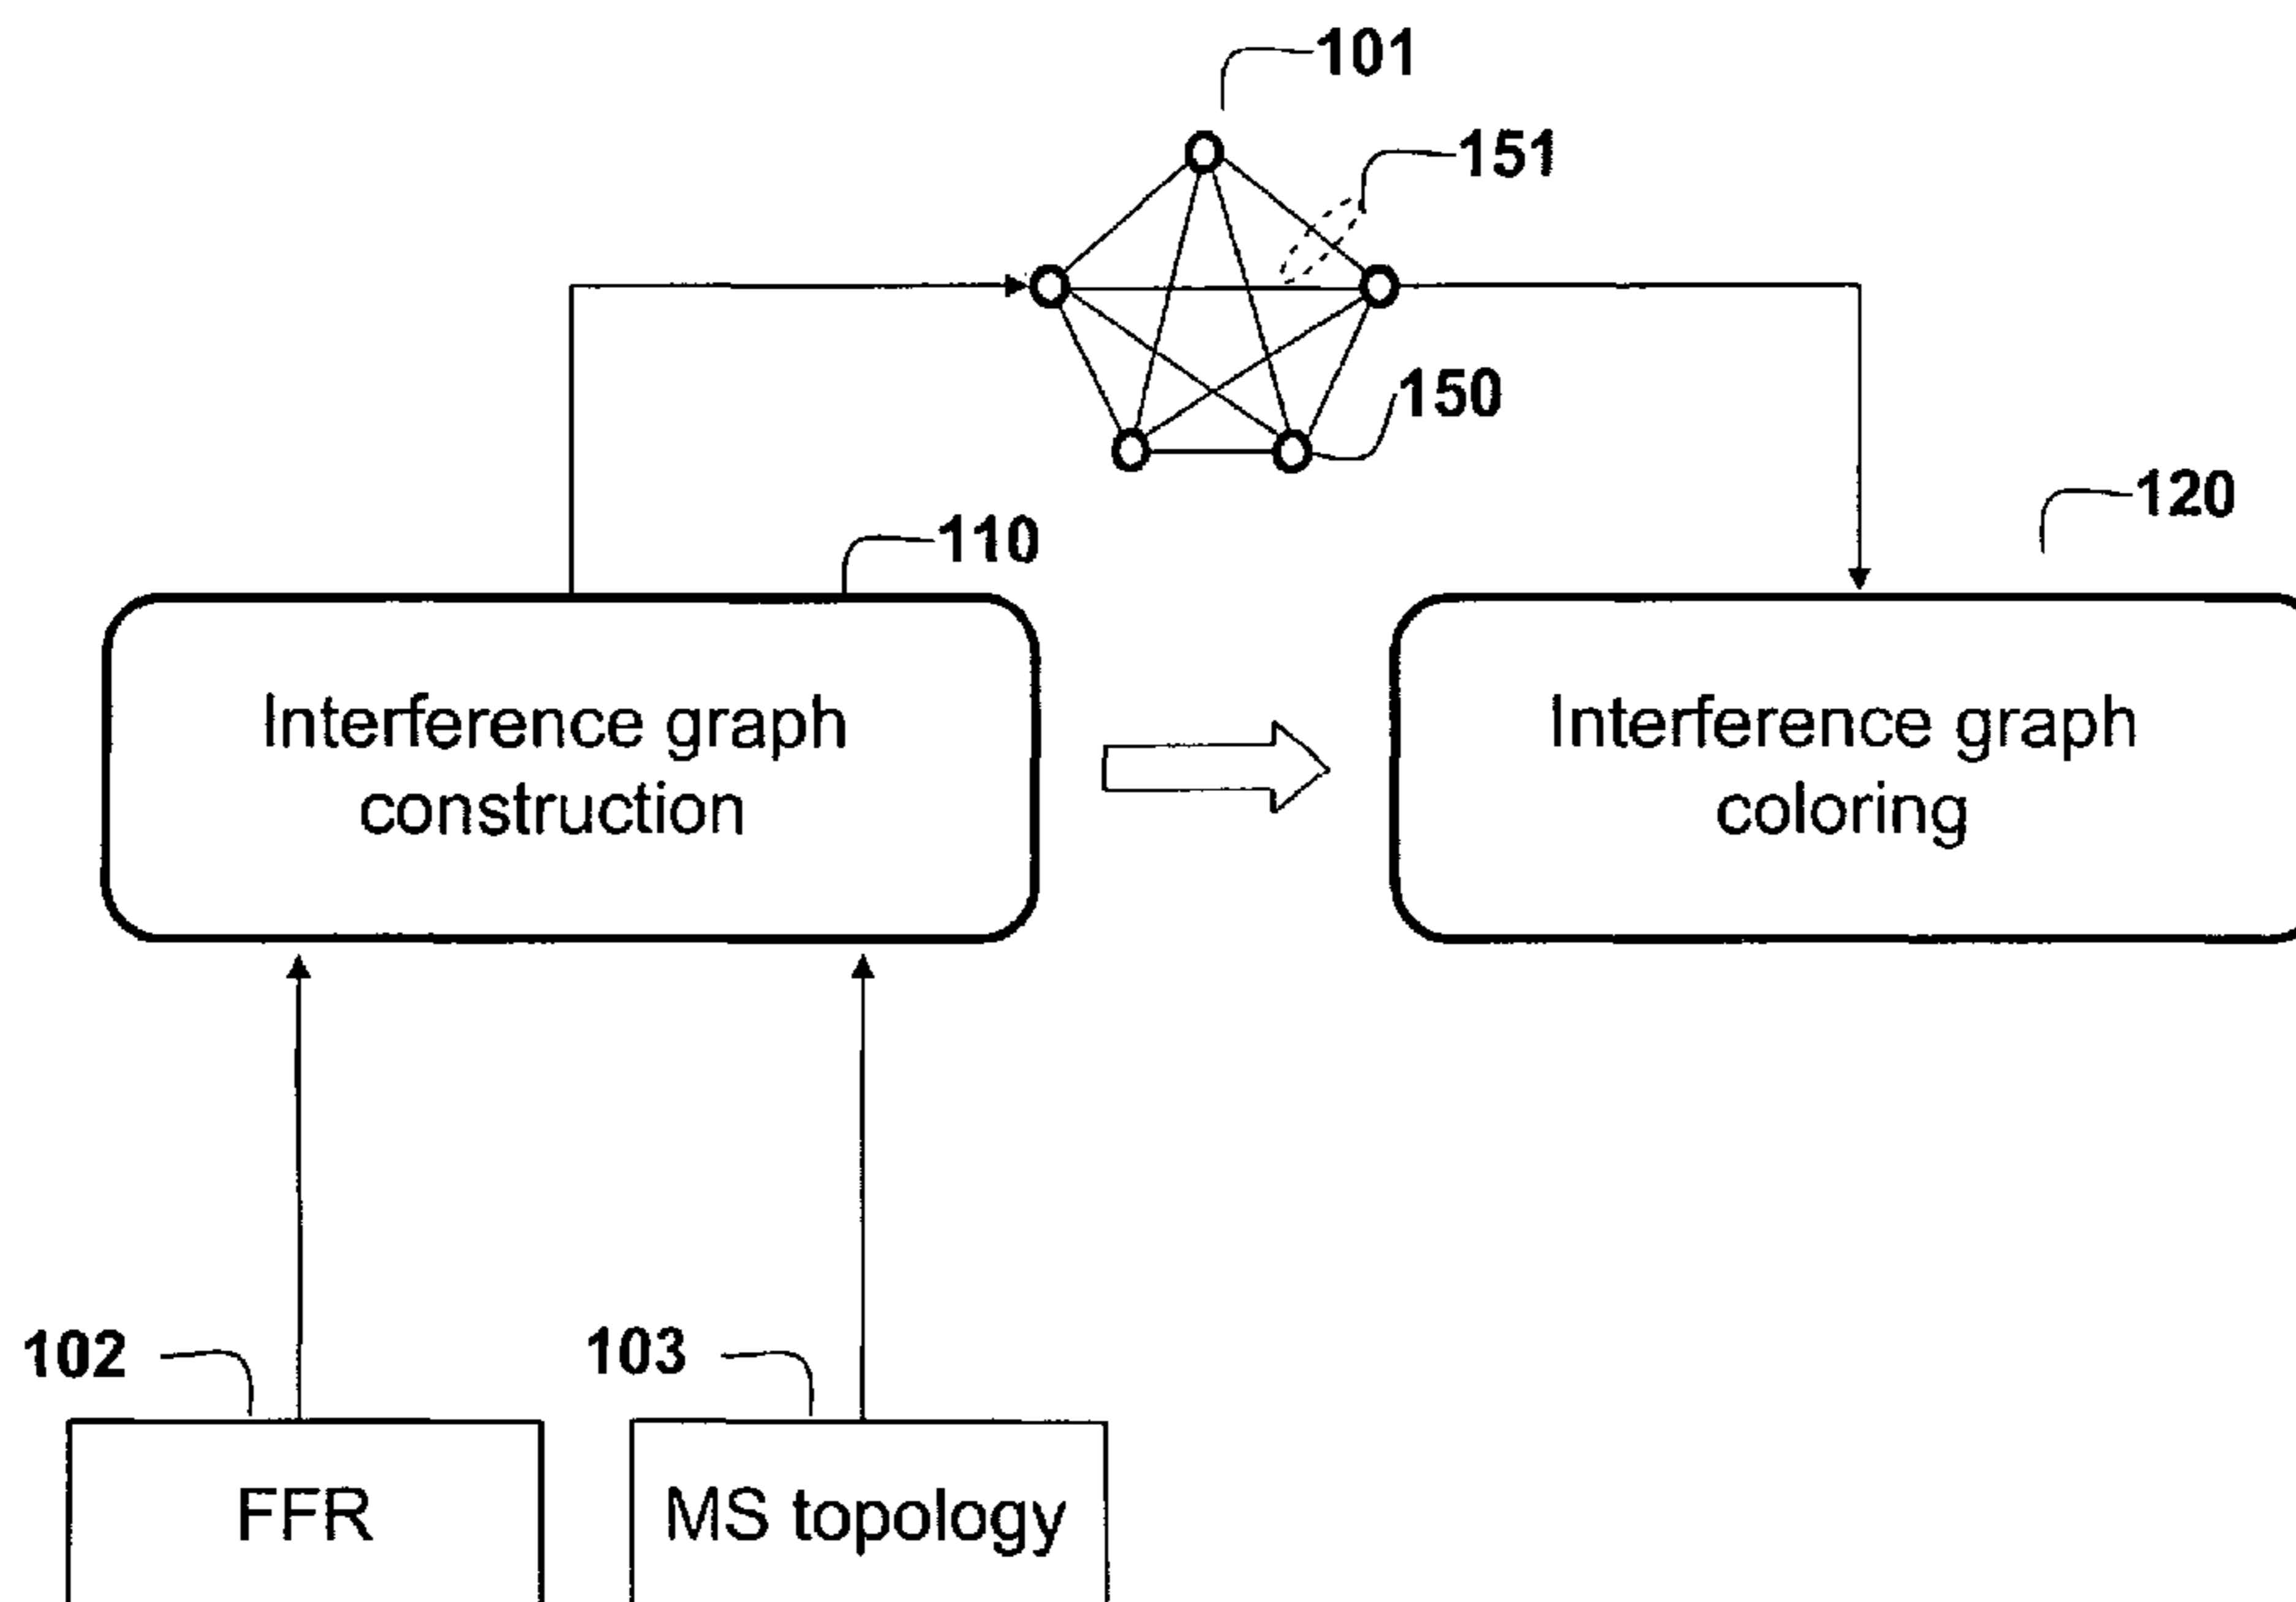 101
151
150
120
110
Interference graph
construction
Interference graph
coloring
102
103
FFR
MS topology